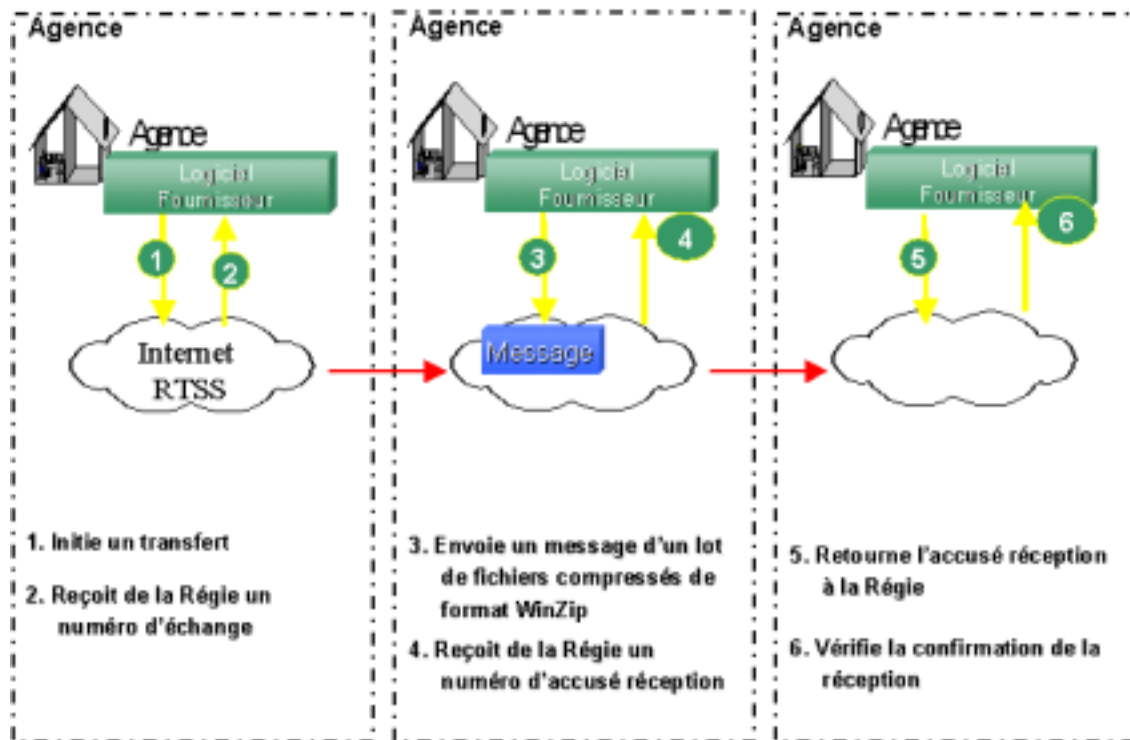 Agence
Agence
Logiciel
Fournisseur
1
2
Internet
RTSS
1. Initie un transfert
2. Reçoit de la Régie un
numéro d'échange
Agence
Agence
Logiciel
Fournisseur
3
4
Message
3. Envoie un message d'un lot
de fichiers compressés de
format WinZip
4. Reçoit de la Régie un
numéro d'accusé réception
Agence
Agence
Logiciel
Fournisseur
5
6
5. Retourne l'accusé réception
à la Régie
6. Vérifie la confirmation de la
réception